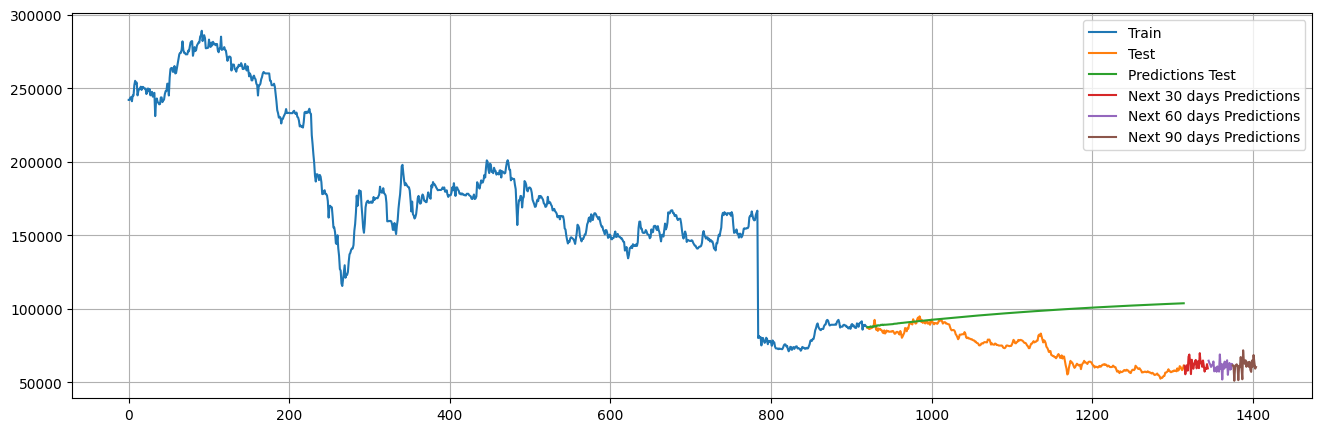 300000
250000
200000
150000
100000
50000
0
200
400
600
800
1000
1200
1400
Train
Test
Predictions Test
Next 30 days Predictions
Next 60 days Predictions
Next 90 days Predictions